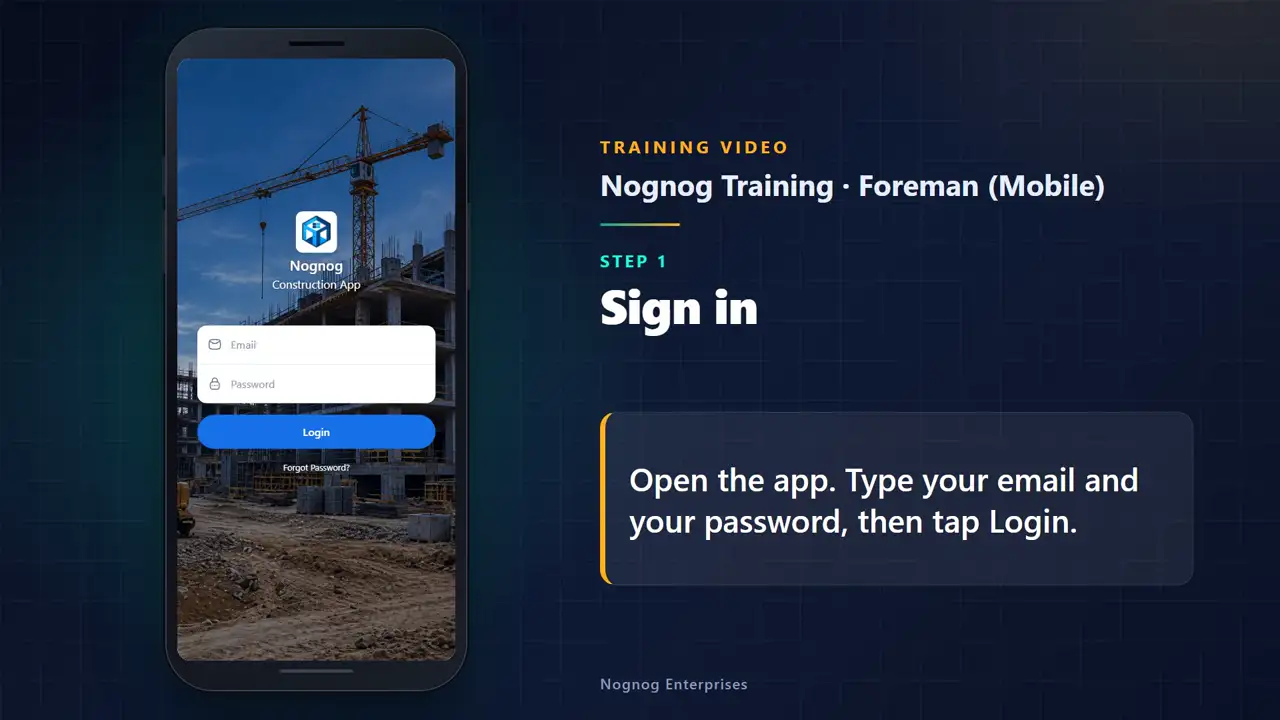 Nognog
Construction App
Email
Password
Login
Forgot Password?
TRAINING VIDEO
Nognog Training · Foreman (Mobile)
STEP 1
Sign in
Open the app. Type your email and
your password, then tap Login.
Nognog Enterprises